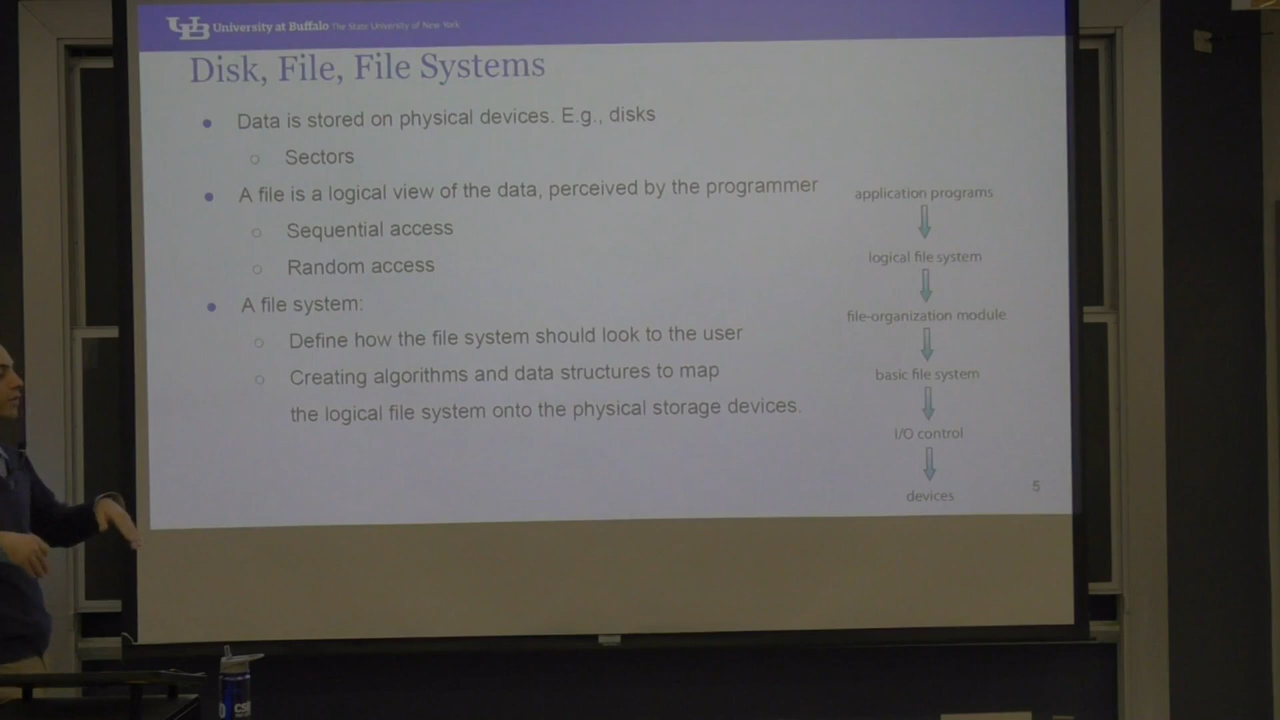 UB University at Buffalo The State University of New York
Disk, File, File Systems
• Data is stored on physical devices. E.g., disks
○ Sectors
• A file is a logical view of the data, perceived by the programmer
○ Sequential access
○ Random access
• A file system:
○ Define how the file system should look to the user
○ Creating algorithms and data structures to map
the logical file system onto the physical storage devices.
application programs
logical file system
file-organization module
basic file system
I/O control
devices
5